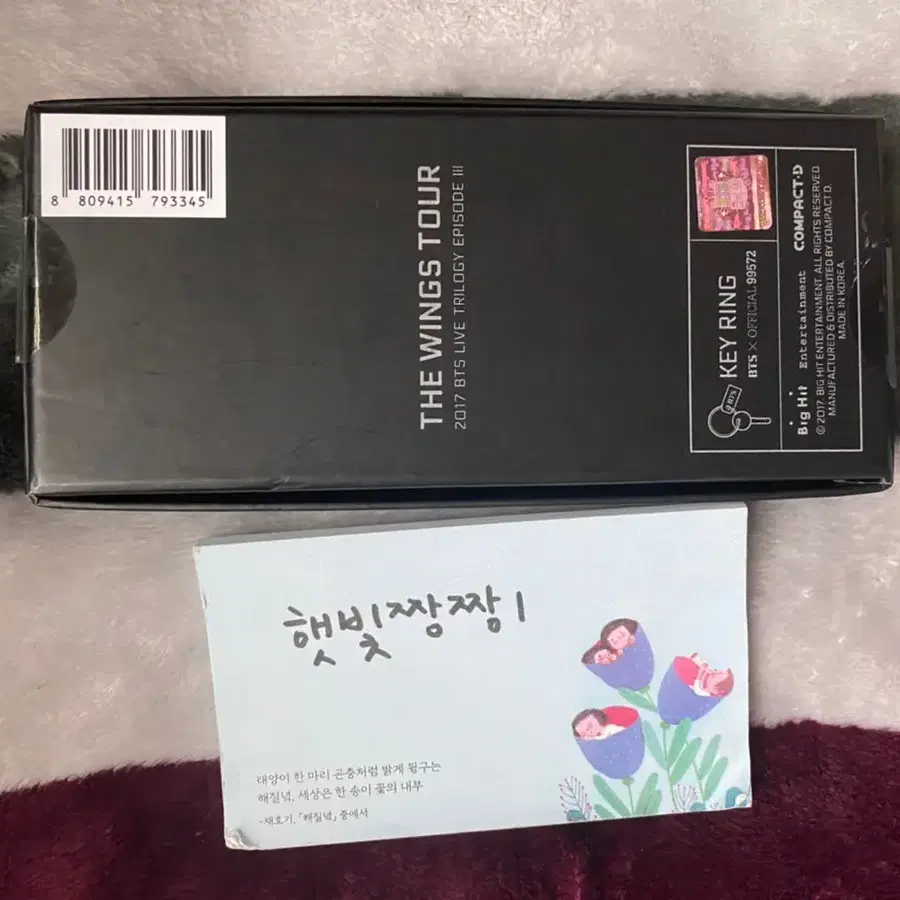 8 809415 793345
THE WINGS TOUR
2017 BTS LIVE TRILOGY EPISODE III
KEY RING
BTS × OFFICIAL 99572
Big Hit Entertainment COMPACT·D
©2017. BIG HIT ENTERTAINMENT. ALL RIGHTS RESERVED.
MANUFACTURED & DISTRIBUTED BY COMPACT D.
MADE IN KOREA.
햇빛짱짱1
태양이 한 마리 곤충처럼 밝게 뒹구는
해질녘, 세상은 한 송이 꽃의 내부
-채호기, 「해질녘」 중에서